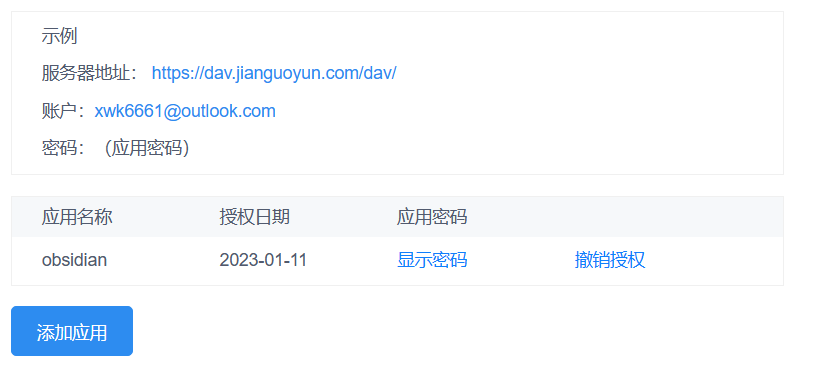 示例
服务器地址： https://dav.jianguoyun.com/dav/
账户：xwk6661@outlook.com
密码：（应用密码）
应用名称 授权日期 应用密码
obsidian 2023-01-11 显示密码 撤销授权
添加应用